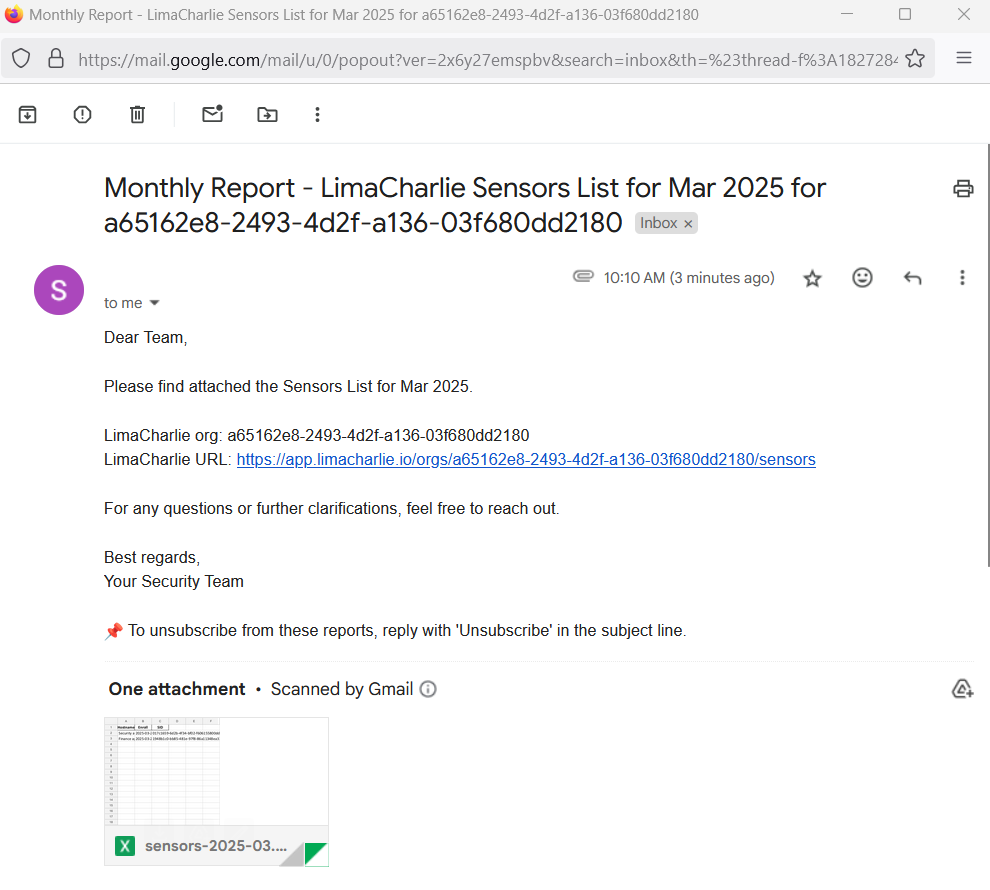 Monthly Report - LimaCharlie Sensors List for Mar 2025 for a65162e8-2493-4d2f-a136-03f680dd2180
https://mail.google.com/mail/u/0/popout?ver=2x6y27emspbv&search=inbox&th=%23thread-f%3A1827284
Monthly Report - LimaCharlie Sensors List for Mar 2025 for
a65162e8-2493-4d2f-a136-03f680dd2180 Inbox ×
S
10:10 AM (3 minutes ago)
to me
Dear Team,
Please find attached the Sensors List for Mar 2025.
LimaCharlie org: a65162e8-2493-4d2f-a136-03f680dd2180
LimaCharlie URL: https://app.limacharlie.io/orgs/a65162e8-2493-4d2f-a136-03f680dd2180/sensors
For any questions or further clarifications, feel free to reach out.
Best regards,
Your Security Team
📌 To unsubscribe from these reports, reply with 'Unsubscribe' in the subject line.
One attachment • Scanned by Gmail
Hostname Enroll SID
X sensors-2025-03....